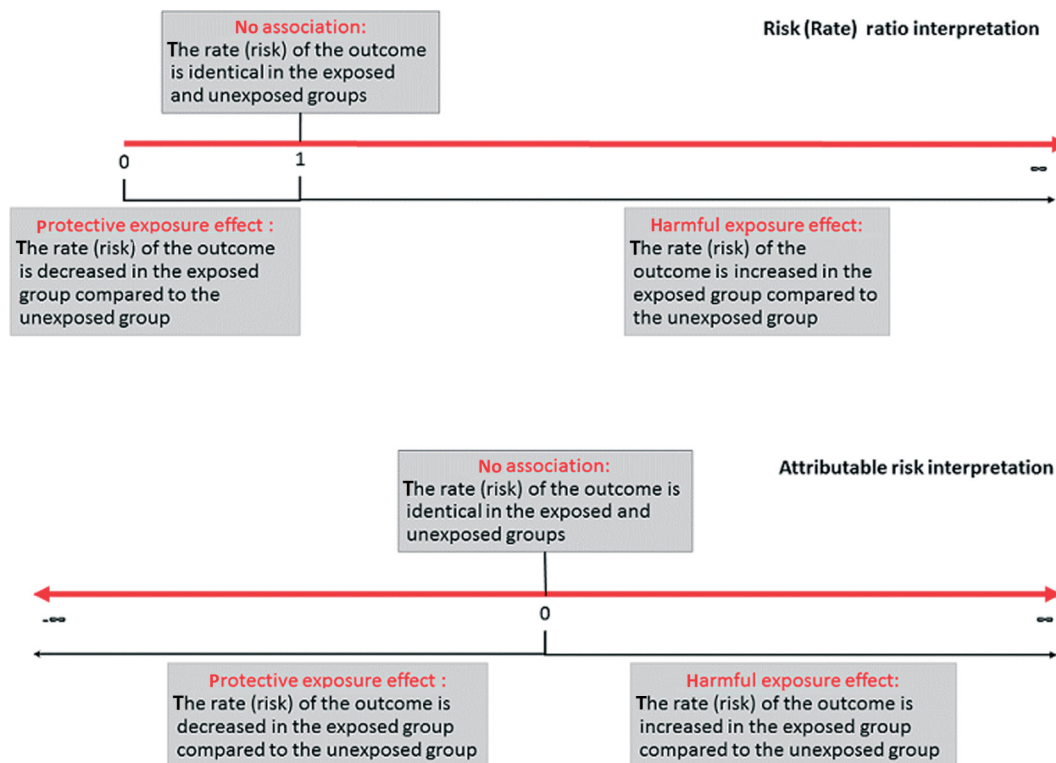 No association:
The rate (risk) of the outcome
is identical in the exposed
and unexposed groups
Risk (Rate) ratio interpretation
0
1
∞
Protective exposure effect :
The rate (risk) of the outcome
is decreased in the exposed
group compared to the
unexposed group
Harmful exposure effect:
The rate (risk) of the
outcome is increased in the
exposed group compared to
the unexposed group
No association:
The rate (risk) of the outcome is
identical in the exposed and
unexposed groups
Attributable risk interpretation
-∞
0
∞
Protective exposure effect :
The rate (risk) of the outcome is
decreased in the exposed group
compared to the unexposed group
Harmful exposure effect:
The rate (risk) of the outcome is
increased in the exposed group
compared to the unexposed group